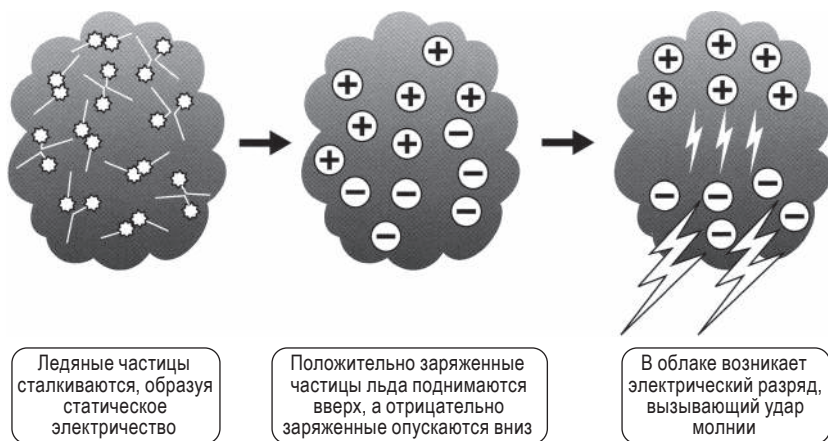 Ледяные частицы
сталкиваются, образуя
статическое
электричество
Положительно заряженные
частицы льда поднимаются
вверх, а отрицательно
заряженные опускаются вниз
В облаке возникает
электрический разряд,
вызывающий удар
молнии